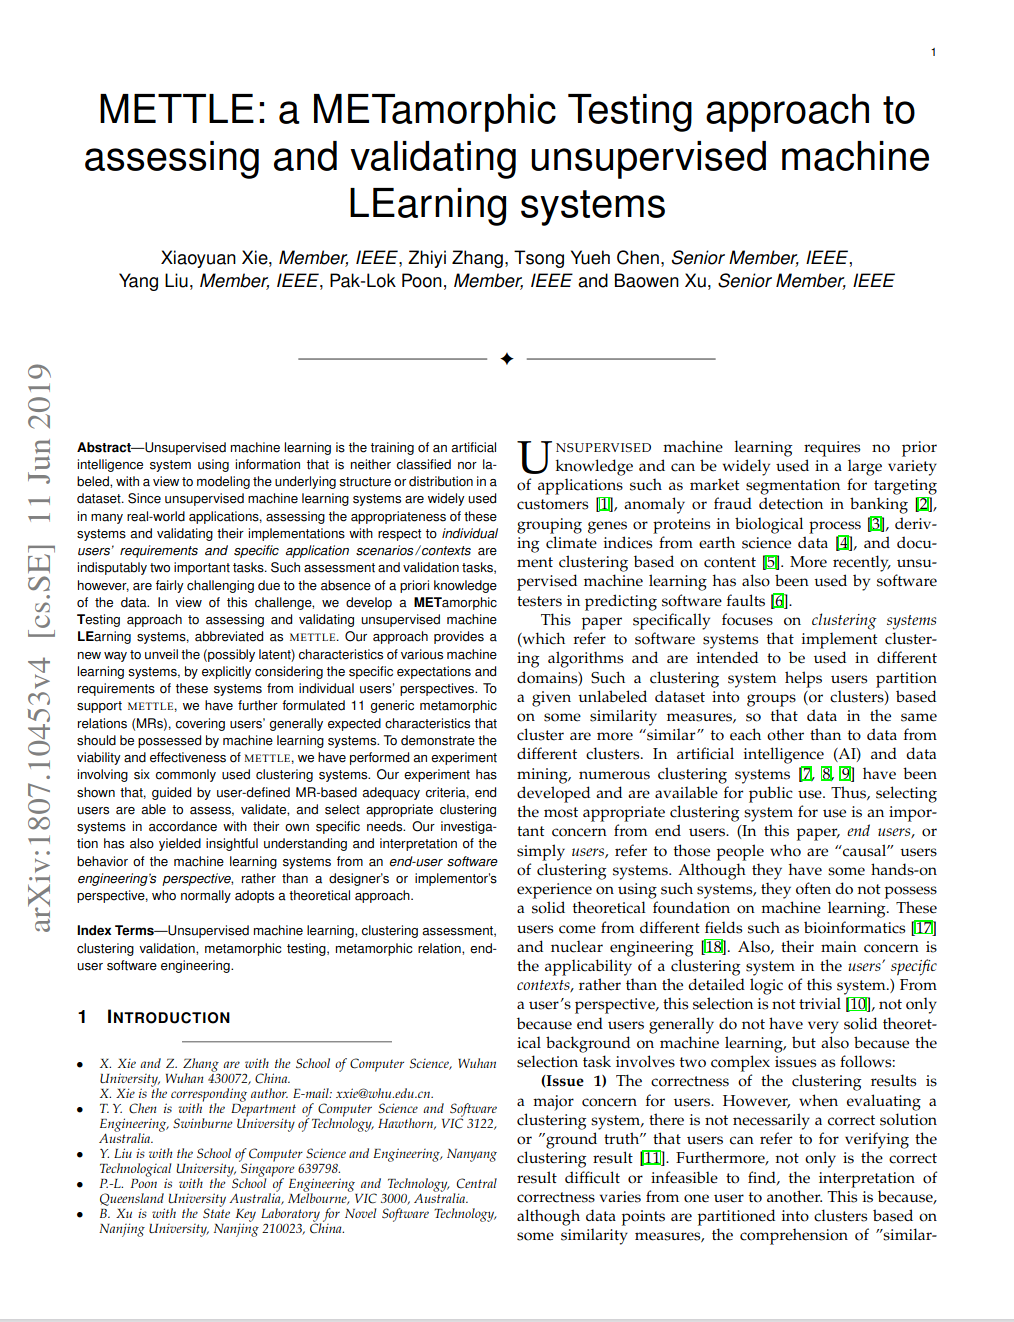 1
METTLE: a METamorphic Testing approach to
assessing and validating unsupervised machine
LEarning systems
Xiaoyuan Xie, Member, IEEE, Zhiyi Zhang, Tsong Yueh Chen, Senior Member, IEEE,
Yang Liu, Member, IEEE, Pak-Lok Poon, Member, IEEE and Baowen Xu, Senior Member, IEEE
arXiv:1807.10453v4 [cs.SE] 11 Jun 2019
Abstract—Unsupervised machine learning is the training of an artificial
intelligence system using information that is neither classified nor la-
beled, with a view to modeling the underlying structure or distribution in a
dataset. Since unsupervised machine learning systems are widely used
in many real-world applications, assessing the appropriateness of these
systems and validating their implementations with respect to individual
users' requirements and specific application scenarios/contexts are
indisputably two important tasks. Such assessment and validation tasks,
however, are fairly challenging due to the absence of a priori knowledge
of the data. In view of this challenge, we develop a METamorphic
Testing approach to assessing and validating unsupervised machine
LEarning systems, abbreviated as METTLE. Our approach provides a
new way to unveil the (possibly latent) characteristics of various machine
learning systems, by explicitly considering the specific expectations and
requirements of these systems from individual users' perspectives. To
support METTLE, we have further formulated 11 generic metamorphic
relations (MRs), covering users' generally expected characteristics that
should be possessed by machine learning systems. To demonstrate the
viability and effectiveness of METTLE, we have performed an experiment
involving six commonly used clustering systems. Our experiment has
shown that, guided by user-defined MR-based adequacy criteria, end
users are able to assess, validate, and select appropriate clustering
systems in accordance with their own specific needs. Our investiga-
tion has also yielded insightful understanding and interpretation of the
behavior of the machine learning systems from an end-user software
engineering's perspective, rather than a designer's or implementor's
perspective, who normally adopts a theoretical approach.
Index Terms—Unsupervised machine learning, clustering assessment,
clustering validation, metamorphic testing, metamorphic relation, end-
user software engineering.
1 INTRODUCTION
• X. Xie and Z. Zhang are with the School of Computer Science, Wuhan
University, Wuhan 430072, China.
X. Xie is the corresponding author. E-mail: xxie@whu.edu.cn.
• T. Y. Chen is with the Department of Computer Science and Software
Engineering, Swinburne University of Technology, Hawthorn, VIC 3122,
Australia.
• Y. Liu is with the School of Computer Science and Engineering, Nanyang
Technological University, Singapore 639798.
• P.-L. Poon is with the School of Engineering and Technology, Central
Queensland University Australia, Melbourne, VIC 3000, Australia.
• B. Xu is with the State Key Laboratory for Novel Software Technology,
Nanjing University, Nanjing 210023, China.
UNSUPERVISED machine learning requires no prior
knowledge and can be widely used in a large variety
of applications such as market segmentation for targeting
customers [1], anomaly or fraud detection in banking [2],
grouping genes or proteins in biological process [3], deriv-
ing climate indices from earth science data [4], and docu-
ment clustering based on content [5]. More recently, unsu-
pervised machine learning has also been used by software
testers in predicting software faults [6].
This paper specifically focuses on clustering systems
(which refer to software systems that implement cluster-
ing algorithms and are intended to be used in different
domains) Such a clustering system helps users partition
a given unlabeled dataset into groups (or clusters) based
on some similarity measures, so that data in the same
cluster are more "similar" to each other than to data from
different clusters. In artificial intelligence (AI) and data
mining, numerous clustering systems [7, 8, 9] have been
developed and are available for public use. Thus, selecting
the most appropriate clustering system for use is an impor-
tant concern from end users. (In this paper, end users, or
simply users, refer to those people who are "causal" users
of clustering systems. Although they have some hands-on
experience on using such systems, they often do not possess
a solid theoretical foundation on machine learning. These
users come from different fields such as bioinformatics [17]
and nuclear engineering [18]. Also, their main concern is
the applicability of a clustering system in the users' specific
contexts, rather than the detailed logic of this system.) From
a user's perspective, this selection is not trivial [10], not only
because end users generally do not have very solid theoret-
ical background on machine learning, but also because the
selection task involves two complex issues as follows:
(Issue 1) The correctness of the clustering results is
a major concern for users. However, when evaluating a
clustering system, there is not necessarily a correct solution
or "ground truth" that users can refer to for verifying the
clustering result [11]. Furthermore, not only is the correct
result difficult or infeasible to find, the interpretation of
correctness varies from one user to another. This is because,
although data points are partitioned into clusters based on
some similarity measures, the comprehension of "similar-